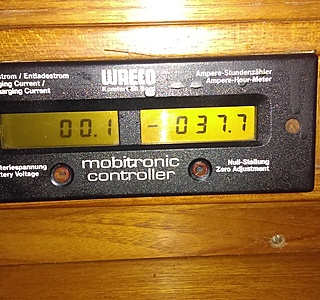 strom / Entladestrom
ging Current /
harging Current
WAECO
Komfort
Ampere-Stundenzähler
Ampere-Hour-Meter
00.1
-037.7
teriespannung
ttery Voltage
mobitronic
controller
Null-Stellung
Zero Adjustment